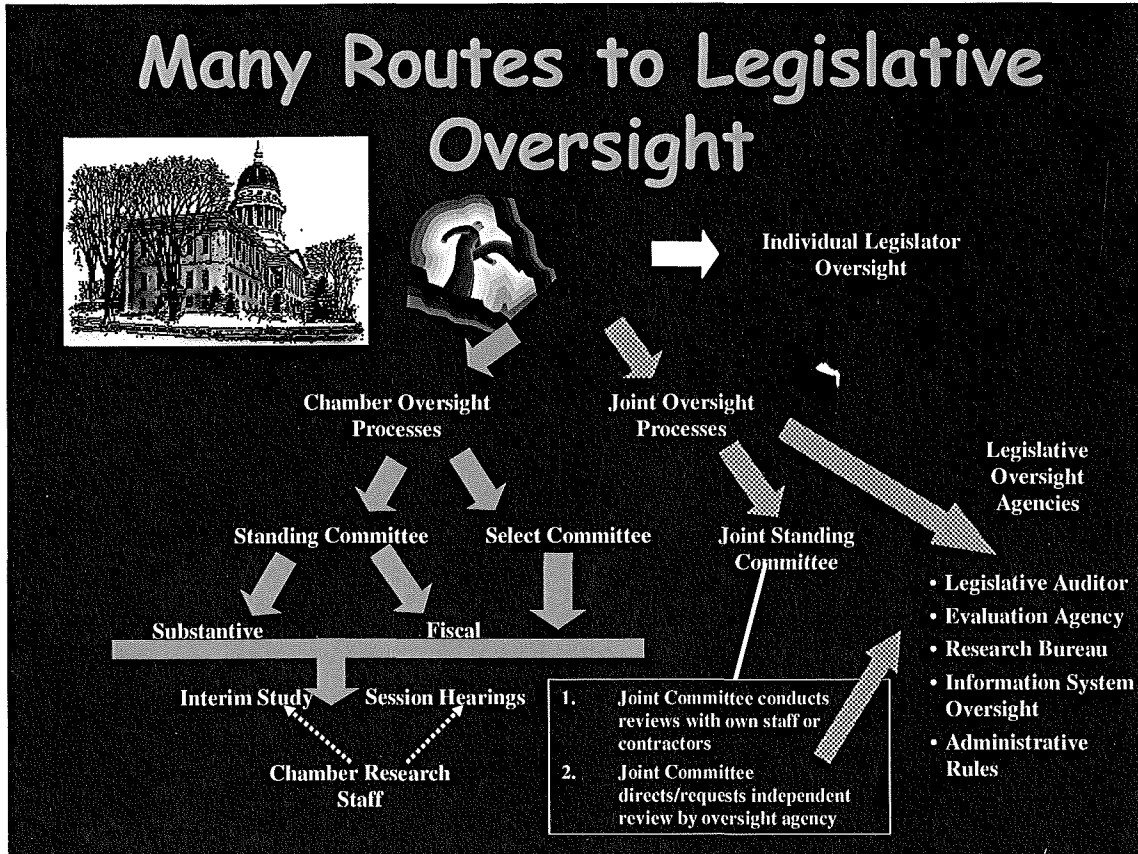 Many Routes to Legislative
Oversight
Individual Legislator
Oversight
Chamber Oversight
Processes
Joint Oversight
Processes
Legislative
Oversight
Agencies
Standing Committee
Select Committee
Joint Standing
Committee
• Legislative Auditor
• Evaluation Agency
• Research Bureau
• Information System
Oversight
• Administrative
Rules
Substantive
Fiscal
Interim Study
Session Hearings
Chamber Research
Staff
1. Joint Committee conducts
reviews with own staff or
contractors
2. Joint Committee
directs/requests independent
review by oversight agency